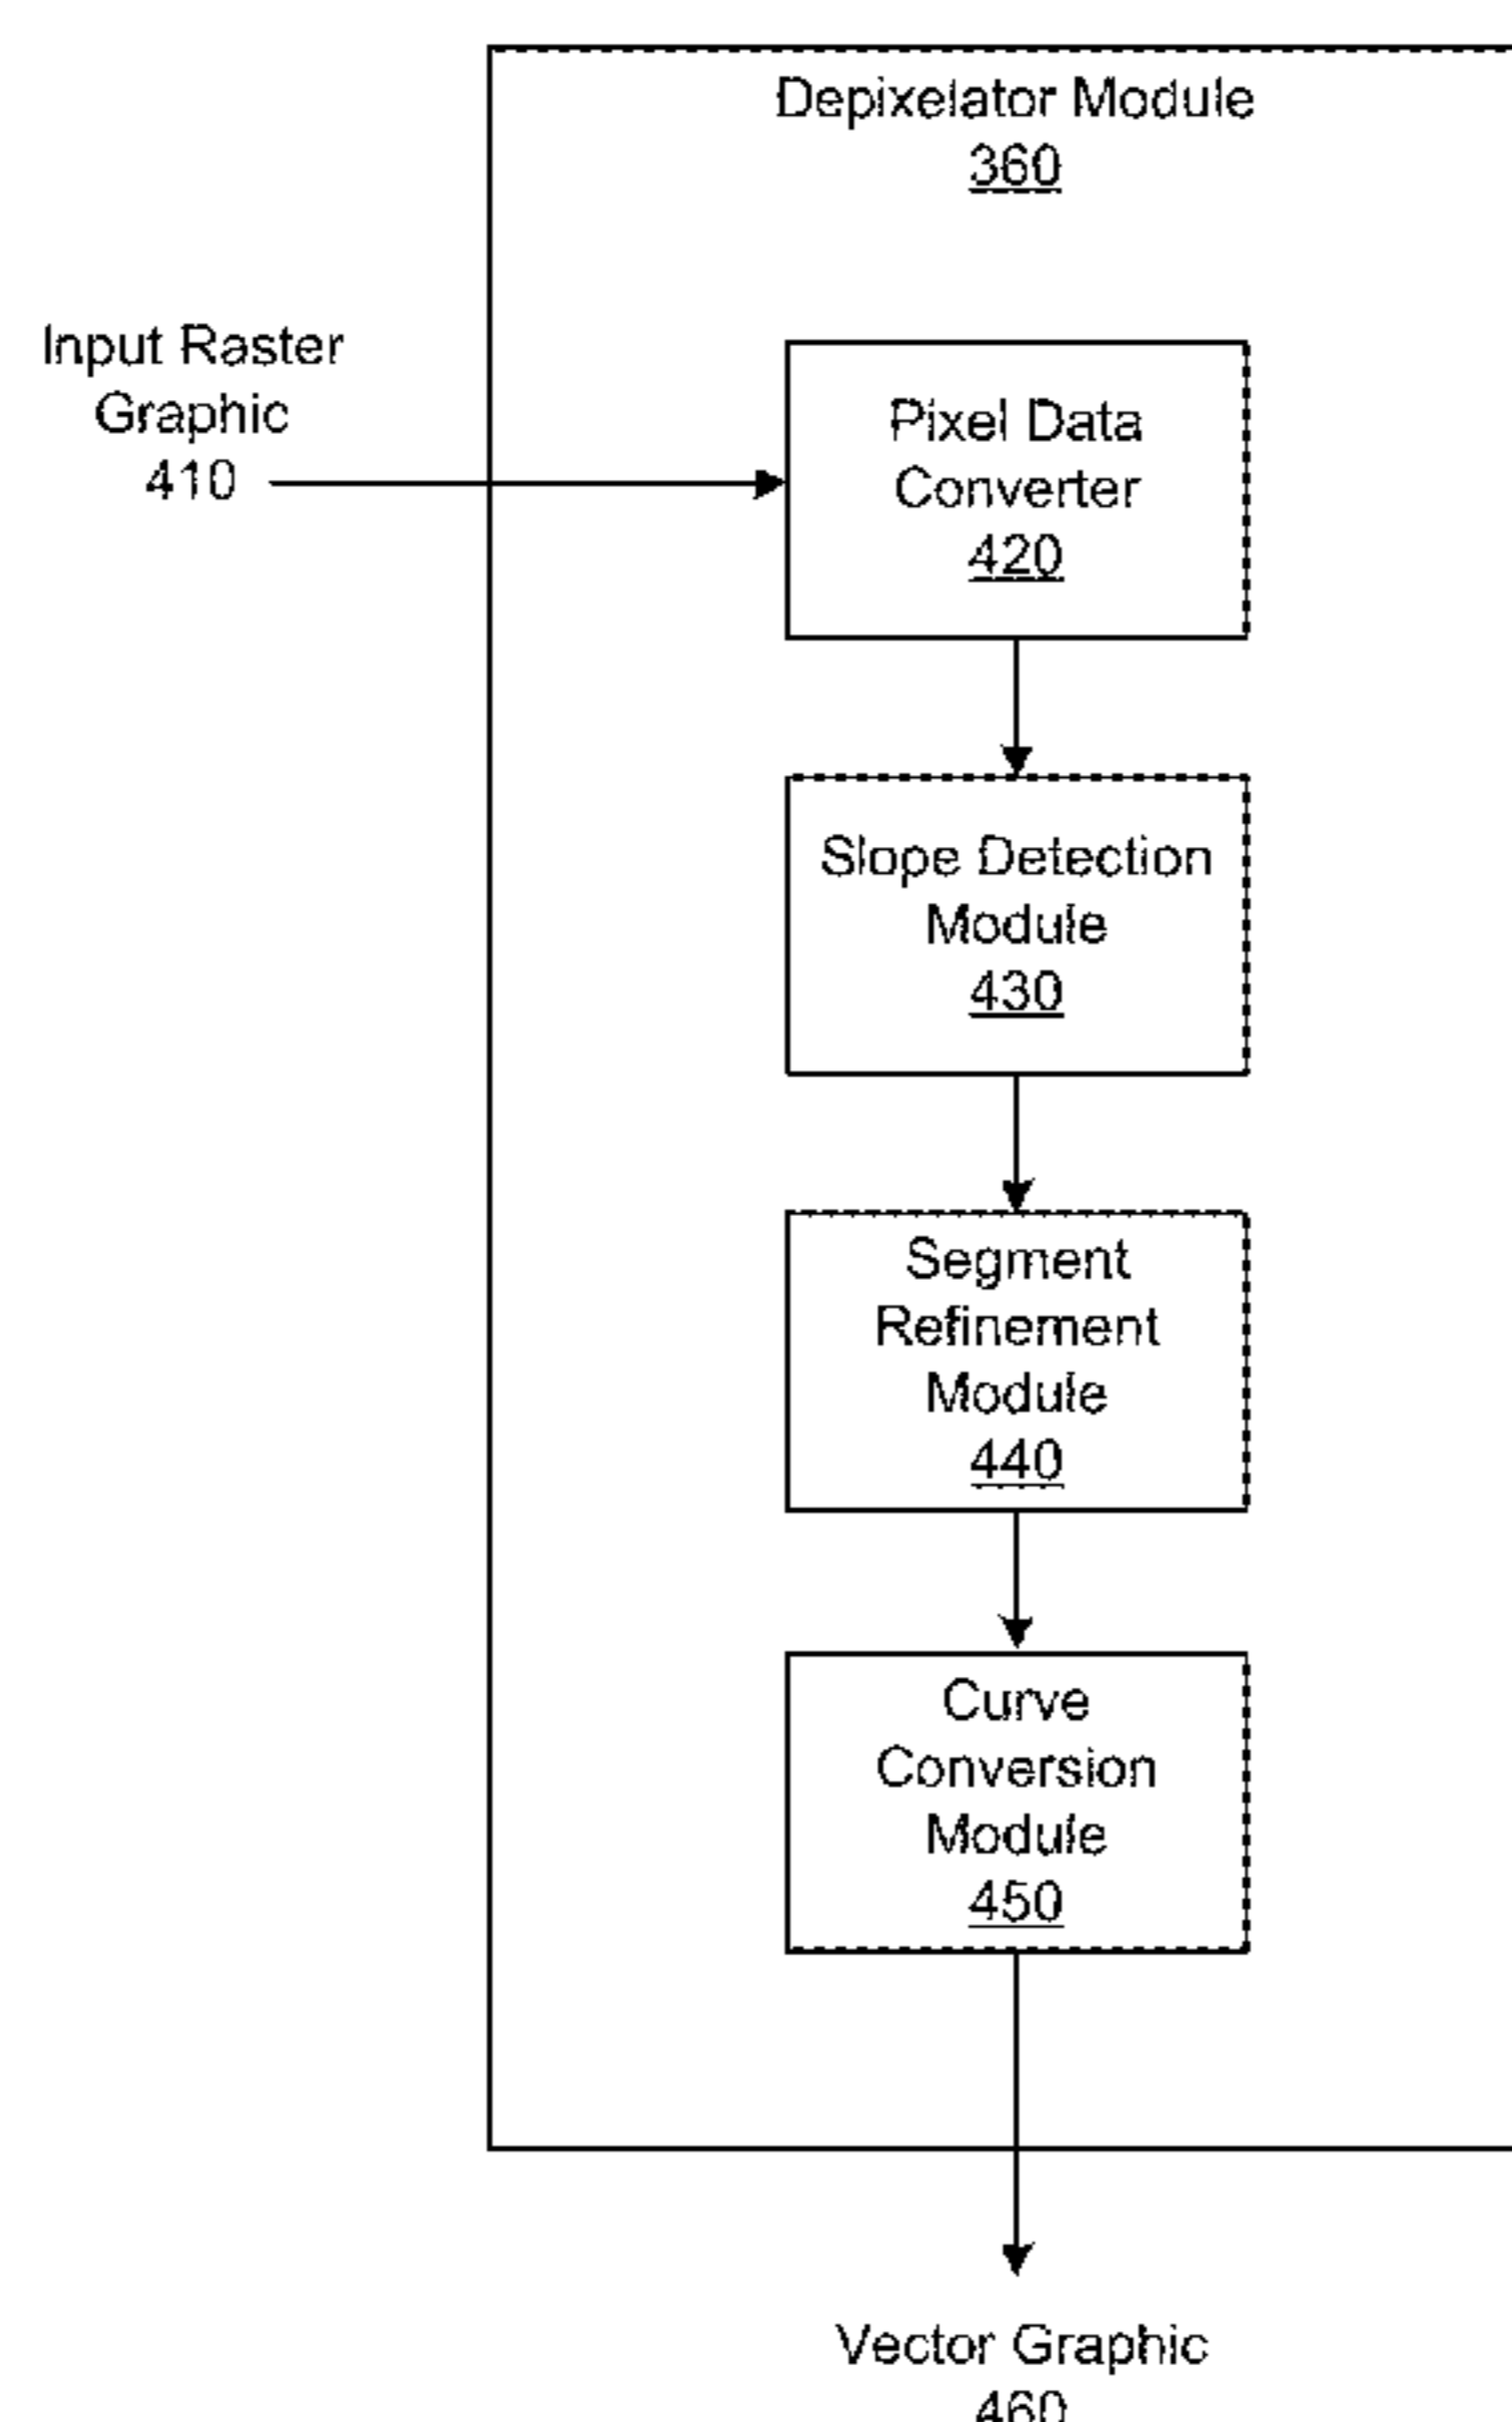 Depixelator Module
360
Input Raster
Graphic
410
Pixel Data
Converter
420
Slope Detection
Module
430
Segment
Refinement
Module
440
Curve
Conversion
Module
450
Vector Graphic
460